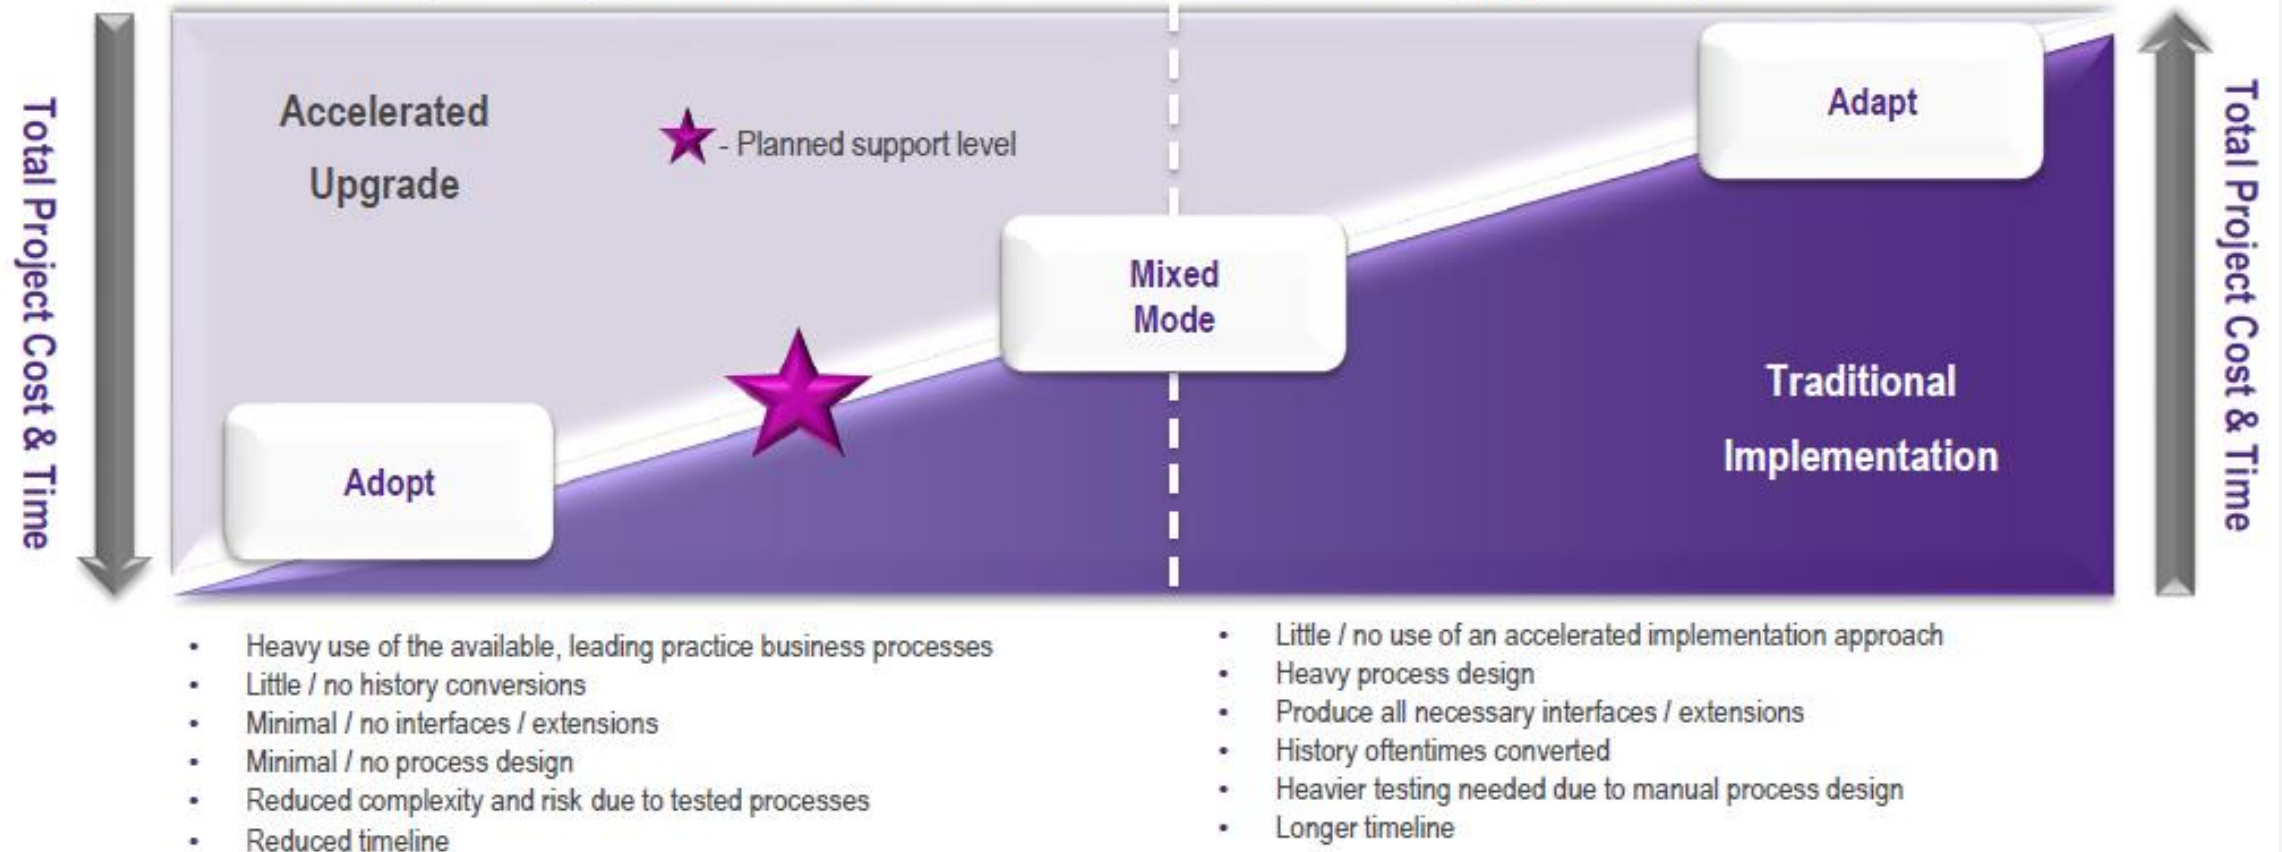 Total Project Cost & Time
Accelerated
Upgrade
- Planned support level
Adapt
Mixed
Mode
Adopt
Traditional
Implementation
Total Project Cost & Time
• Heavy use of the available, leading practice business processes
• Little / no history conversions
• Minimal / no interfaces / extensions
• Minimal / no process design
• Reduced complexity and risk due to tested processes
• Reduced timeline
• Little / no use of an accelerated implementation approach
• Heavy process design
• Produce all necessary interfaces / extensions
• History oftentimes converted
• Heavier testing needed due to manual process design
• Longer timeline